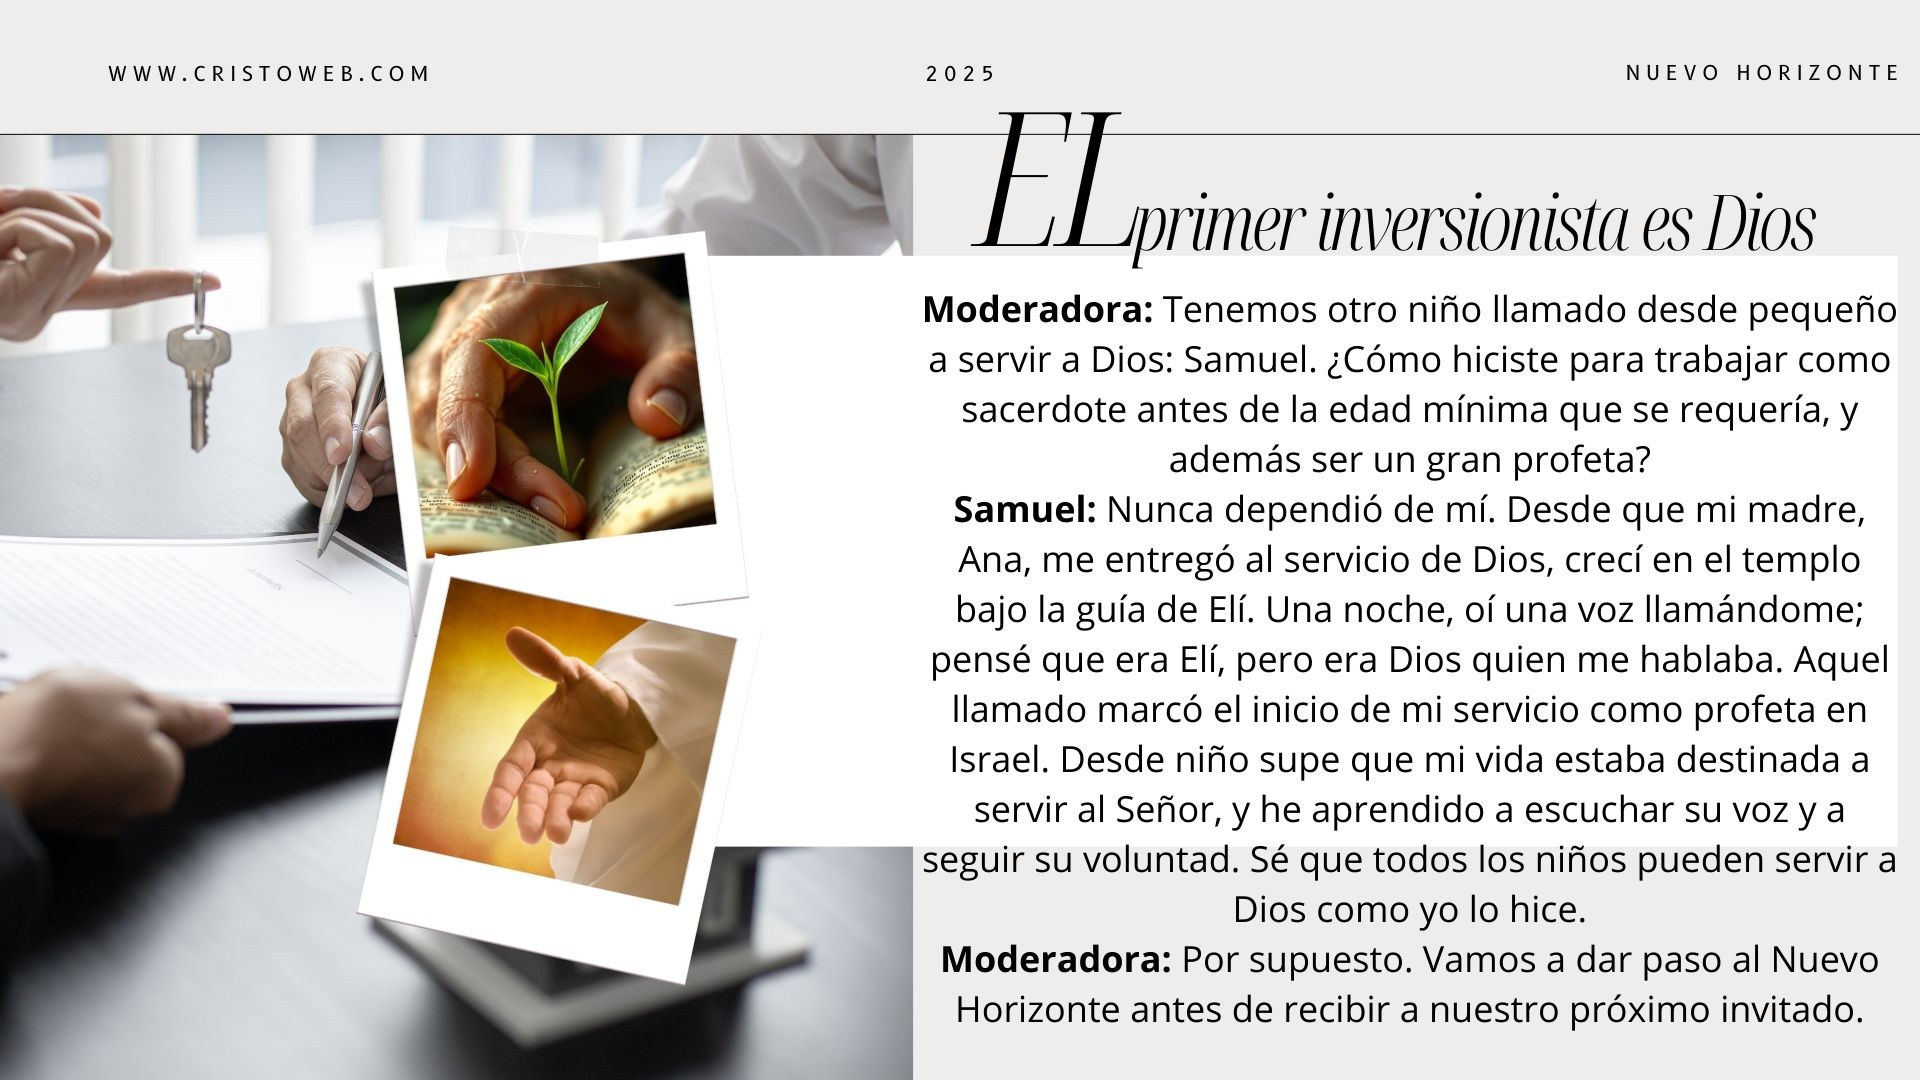 WWW.CRISTOWEB.COM
2025
NUEVO HORIZONTE
EL primer inversionista es Dios
Moderadora: Tenemos otro niño llamado desde pequeño
a servir a Dios: Samuel. ¿Cómo hiciste para trabajar como
sacerdote antes de la edad mínima que se requería, y
además ser un gran profeta?
Samuel: Nunca dependió de mí. Desde que mi madre,
Ana, me entregó al servicio de Dios, crecí en el templo
bajo la guía de Elí. Una noche, oí una voz llamándome;
pensé que era Elí, pero era Dios quien me hablaba. Aquel
llamado marcó el inicio de mi servicio como profeta en
Israel. Desde niño supe que mi vida estaba destinada a
servir al Señor, y he aprendido a escuchar su voz y a
seguir su voluntad. Sé que todos los niños pueden servir a
Dios como yo lo hice.
Moderadora: Por supuesto. Vamos a dar paso al Nuevo
Horizonte antes de recibir a nuestro próximo invitado.